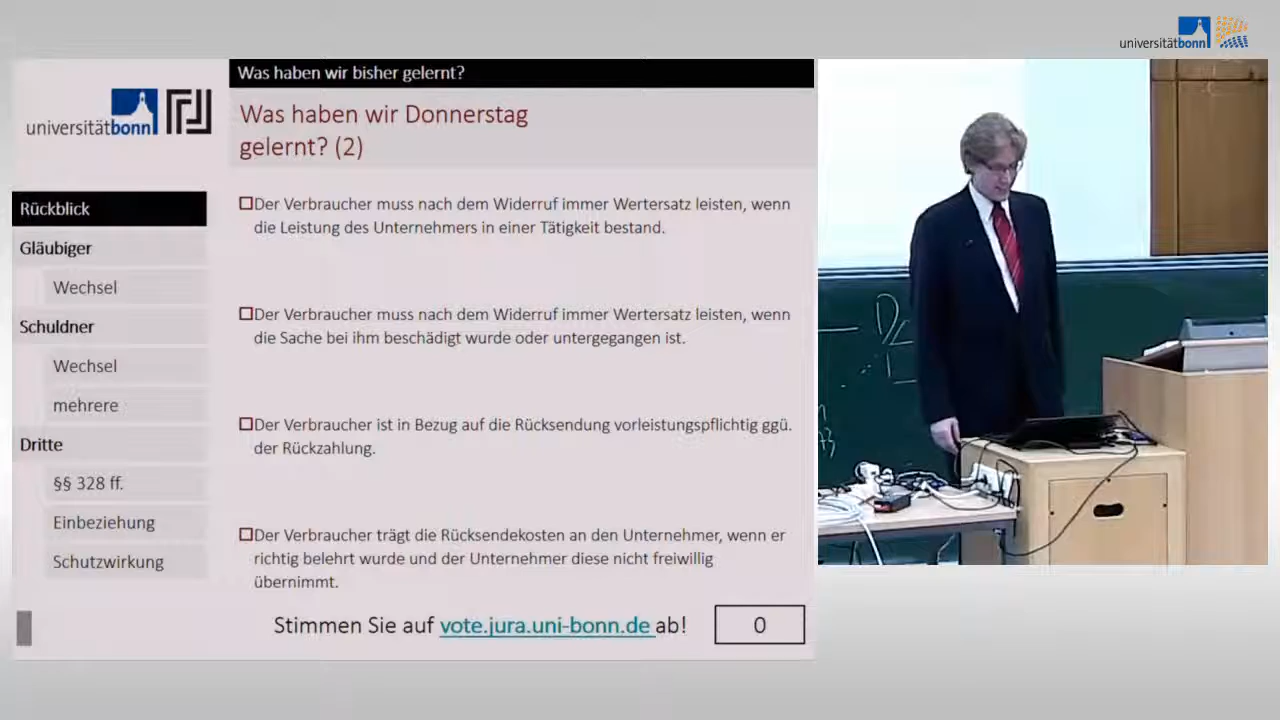 universitätbonn
Was haben wir bisher gelernt?
universitätbonn
Was haben wir Donnerstag
gelernt? (2)
Rückblick
Gläubiger
Wechsel
Schuldner
Wechsel
mehrere
Dritte
§§ 328 ff.
Einbeziehung
Schutzwirkung
Der Verbraucher muss nach dem Widerruf immer Wertersatz leisten, wenn
die Leistung des Unternehmers in einer Tätigkeit bestand.
Der Verbraucher muss nach dem Widerruf immer Wertersatz leisten, wenn
die Sache bei ihm beschädigt wurde oder untergegangen ist.
Der Verbraucher ist in Bezug auf die Rücksendung vorleistungspflichtig ggü.
der Rückzahlung.
Der Verbraucher trägt die Rücksendekosten an den Unternehmer, wenn er
richtig belehrt wurde und der Unternehmer diese nicht freiwillig
übernimmt.
Stimmen Sie auf vote.jura.uni-bonn.de ab!
0